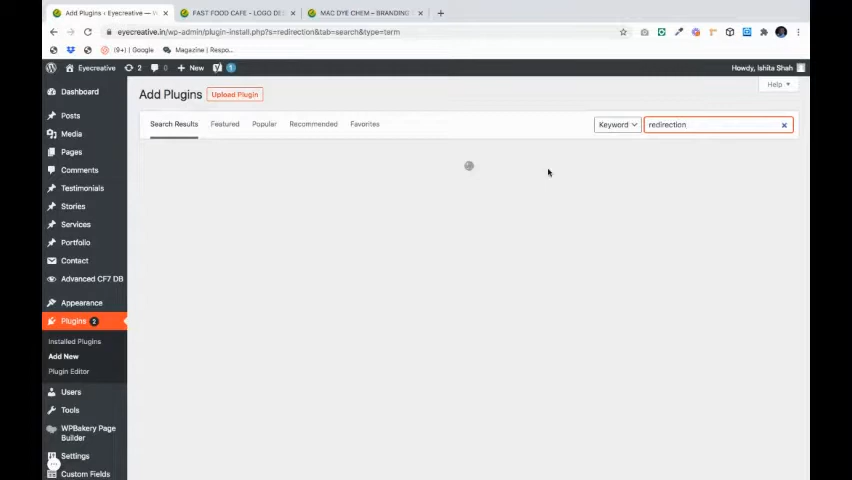 Add Plugins ‹ Eyecreative — W
FAST FOOD CAFE – LOGO DE
MAC DYE CHEM – BRANDING
eyecreative.in/wp-admin/plugin-install.php?s=redirection&tab=search&type=term
(9+) | Google
Magazine | Respo...
Eyecreative
2
0
New
1
Howdy, Ishita Shah
Add Plugins
Upload Plugin
Help
Search Results
Featured
Popular
Recommended
Favorites
Keyword
redirection
Dashboard
Posts
Media
Pages
Comments
Testimonials
Stories
Services
Portfolio
Contact
Advanced CF7 DB
Appearance
Plugins 2
Installed Plugins
Add New
Plugin Editor
Users
Tools
WPBakery Page
Builder
Settings
Custom Fields